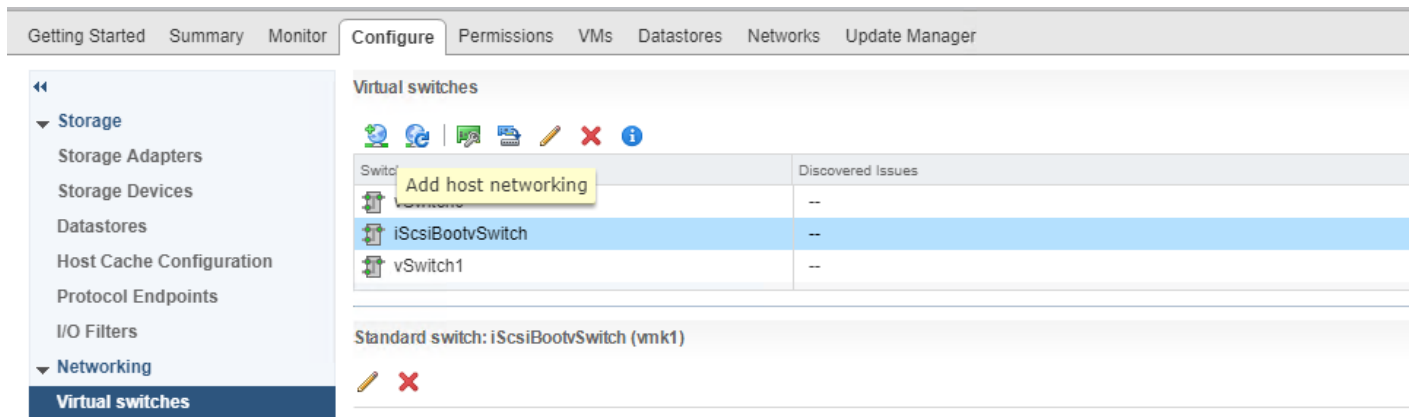 Getting Started Summary Monitor Configure Permissions VMs Datastores Networks Update Manager
Storage
Storage Adapters
Storage Devices
Datastores
Host Cache Configuration
Protocol Endpoints
I/O Filters
Networking
Virtual switches
Virtual switches
Discovered Issues
Add host networking
--
iScsiBootvSwitch --
vSwitch1 --
Standard switch: iScsiBootvSwitch (vmk1)